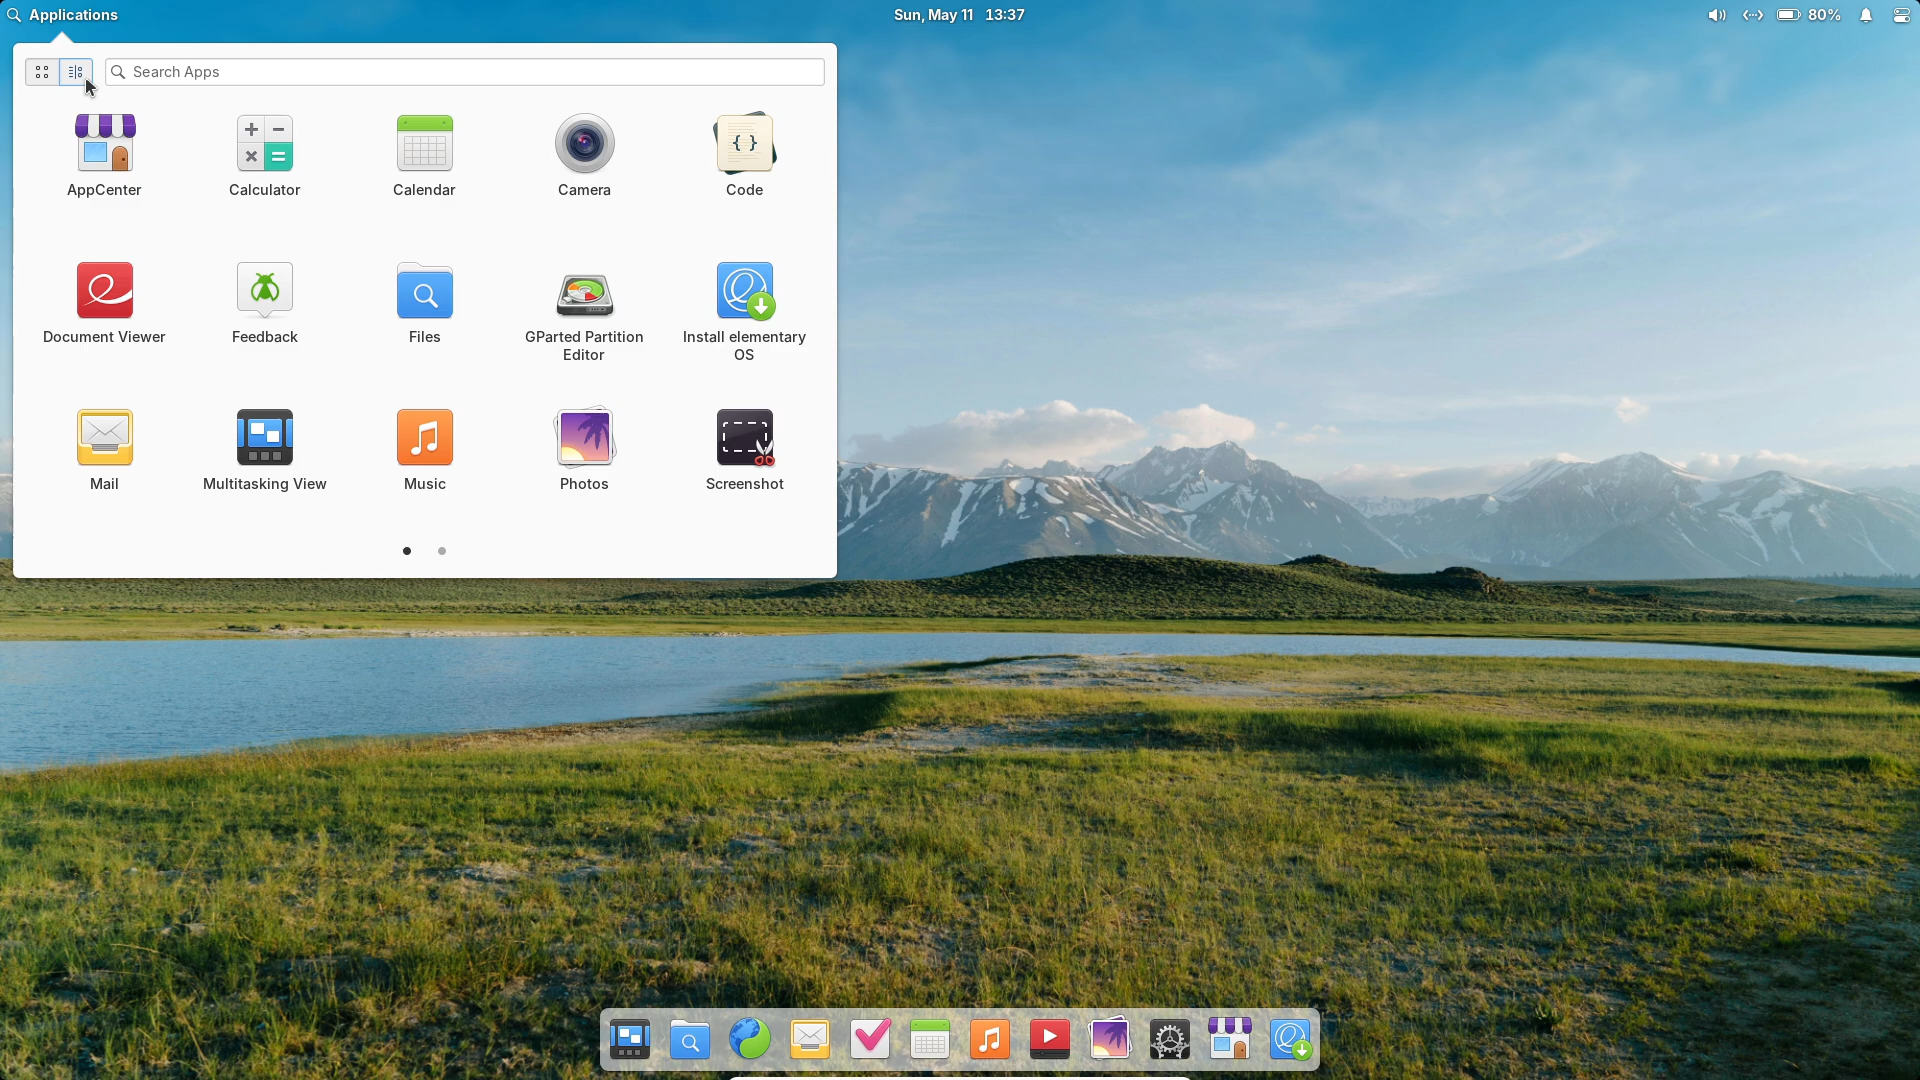 Applications
Sun, May 11 13:37
80%
Search Apps
AppCenter
Calculator
Calendar
Camera
Code
Document Viewer
Feedback
Files
GParted Partition
Editor
Install elementary
OS
Mail
Multitasking View
Music
Photos
Screenshot